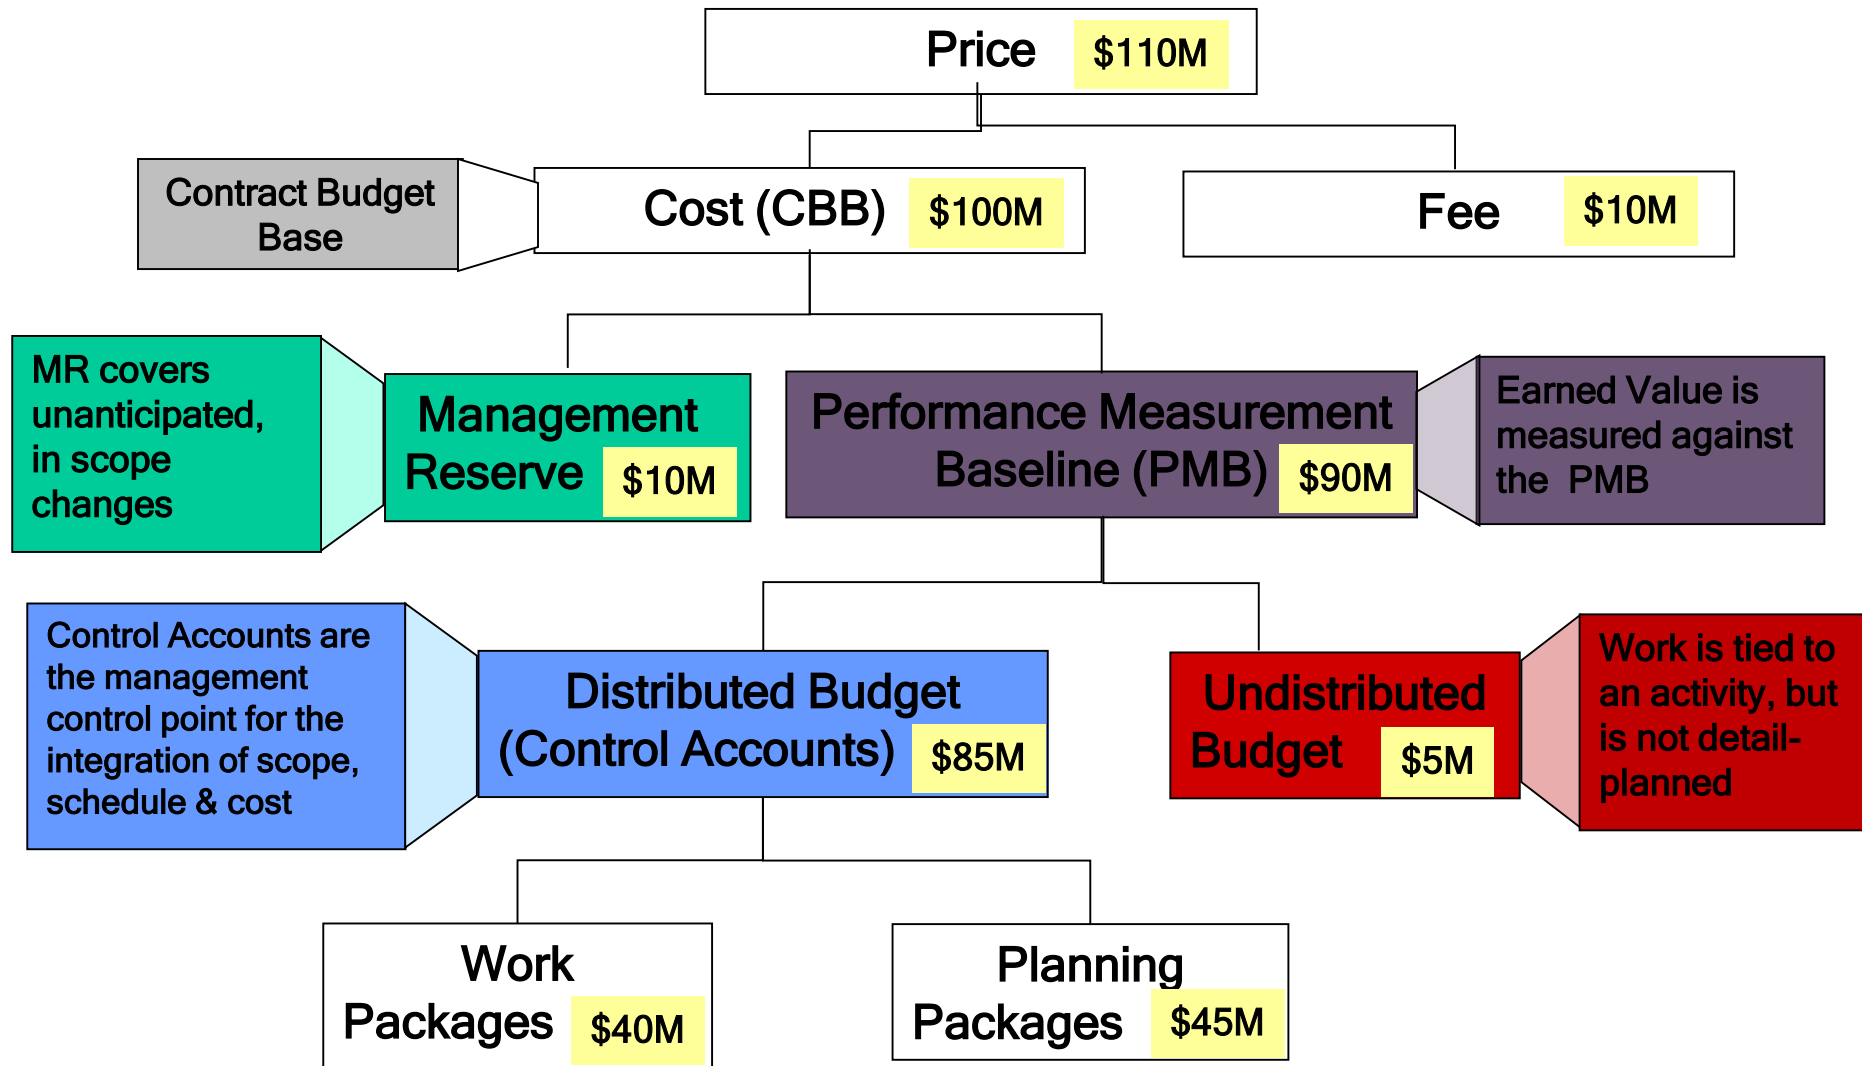 Price $110M
Contract Budget
Base
Cost (CBB) $100M
Fee $10M
MR covers
unanticipated,
in scope
changes
Management
Reserve $10M
Performance Measurement
Baseline (PMB) $90M
Earned Value is
measured against
the PMB
Control Accounts are
the management
control point for the
integration of scope,
schedule & cost
Distributed Budget
(Control Accounts) $85M
Undistributed
Budget $5M
Work is tied to
an activity, but
is not detail-
planned
Work
Packages $40M
Planning
Packages $45M